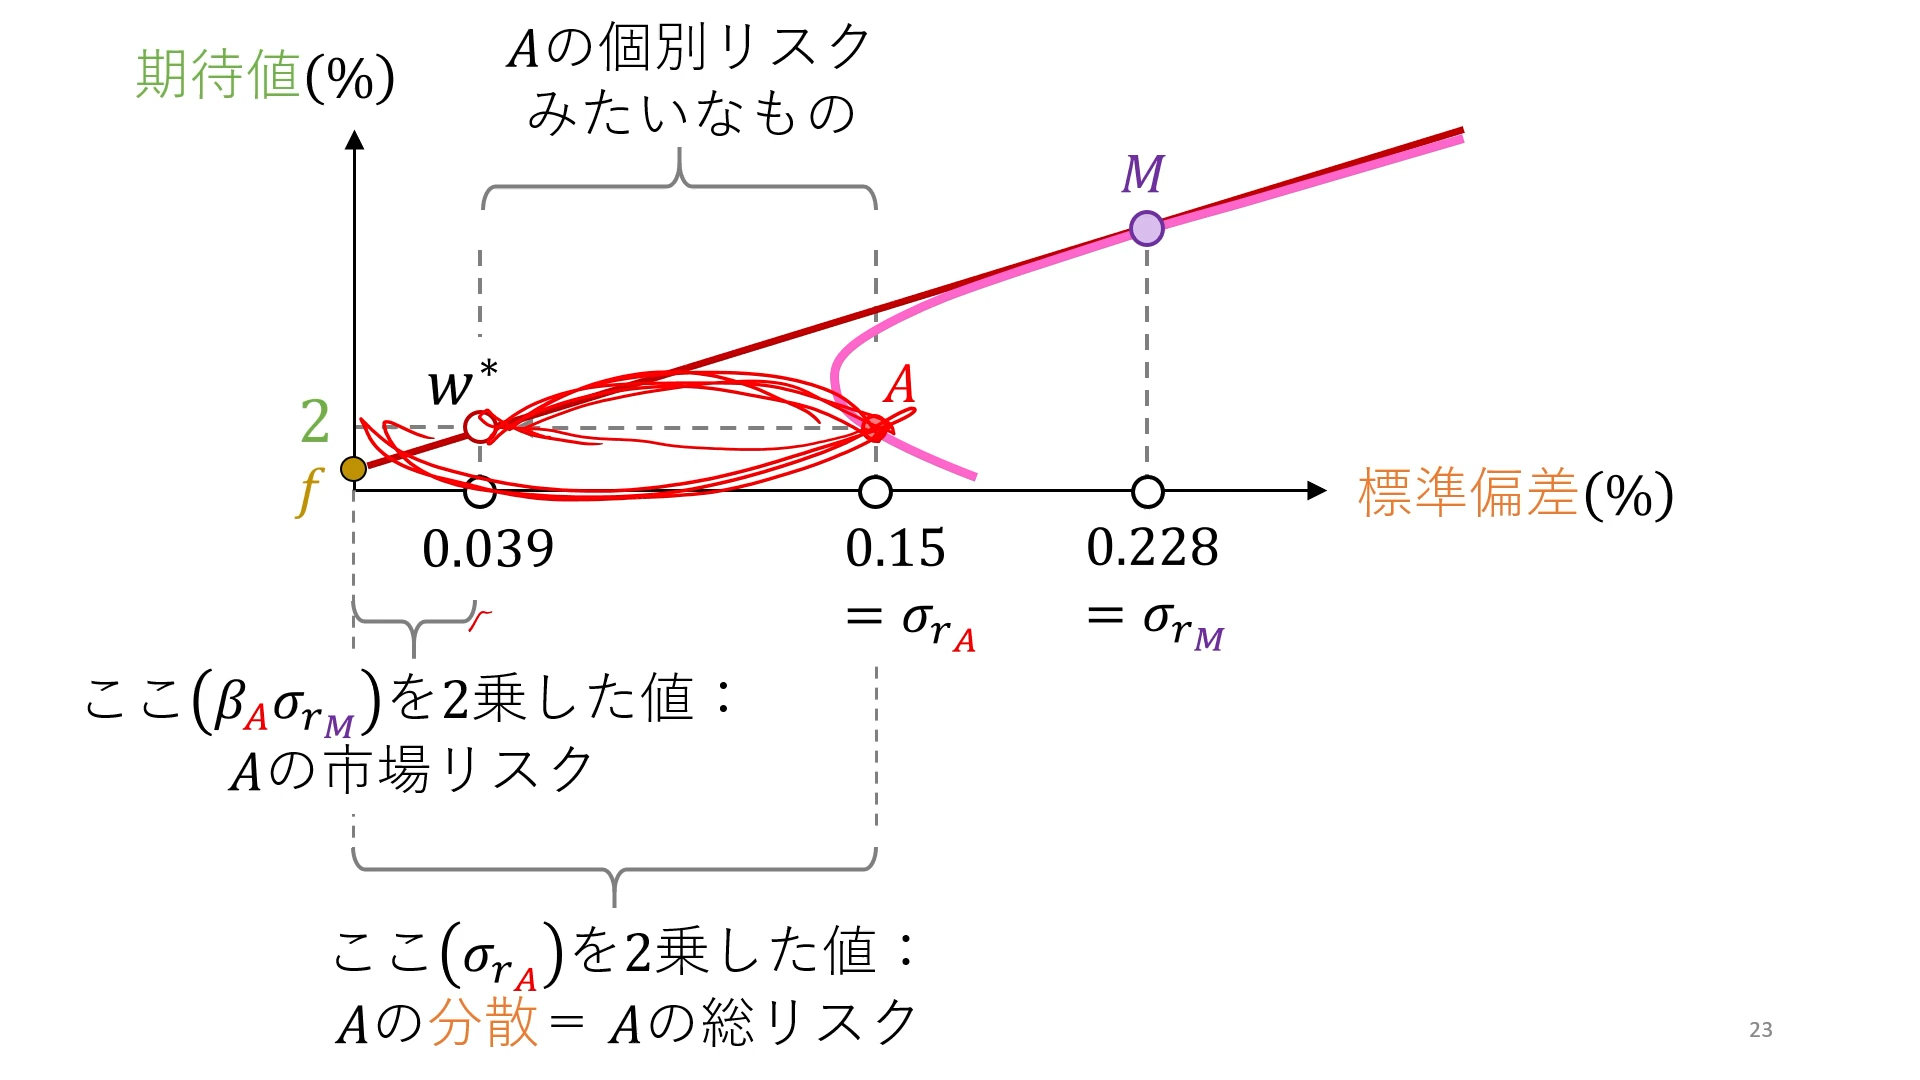 期待値(%)
Aの個別リスク
みたいなもの
M
w*
A
2
f
標準偏差(%)
0.039
0.15
= σ_{r_A}
0.228
= σ_{r_M}
ここ(β_Aσ_{r_M})を2乗した値：
Aの市場リスク
ここ(σ_{r_A})を2乗した値：
Aの分散＝ Aの総リスク
23